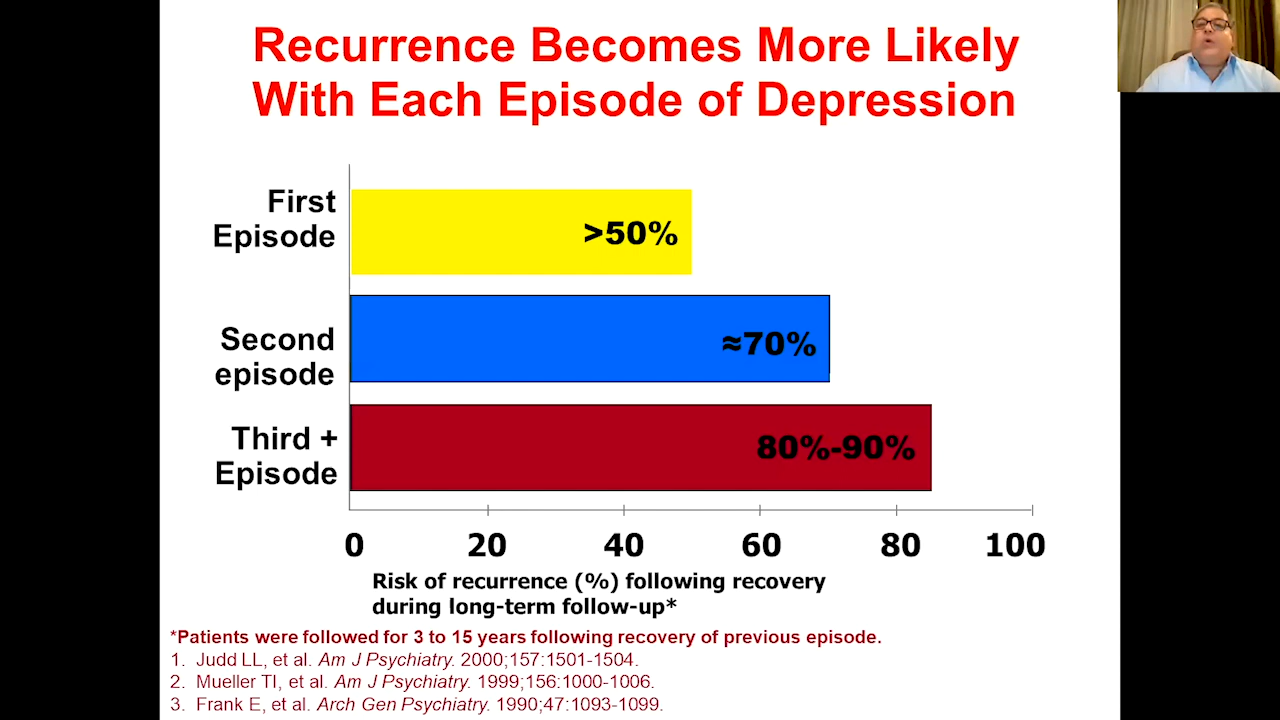 Recurrence Becomes More Likely
With Each Episode of Depression
First
Episode
>50%
Second
episode
≈70%
Third +
Episode
80%-90%
0 20 40 60 80 100
Risk of recurrence (%) following recovery
during long-term follow-up*
*Patients were followed for 3 to 15 years following recovery of previous episode.
1. Judd LL, et al. Am J Psychiatry. 2000;157:1501-1504.
2. Mueller TI, et al. Am J Psychiatry. 1999;156:1000-1006.
3. Frank E, et al. Arch Gen Psychiatry. 1990;47:1093-1099.